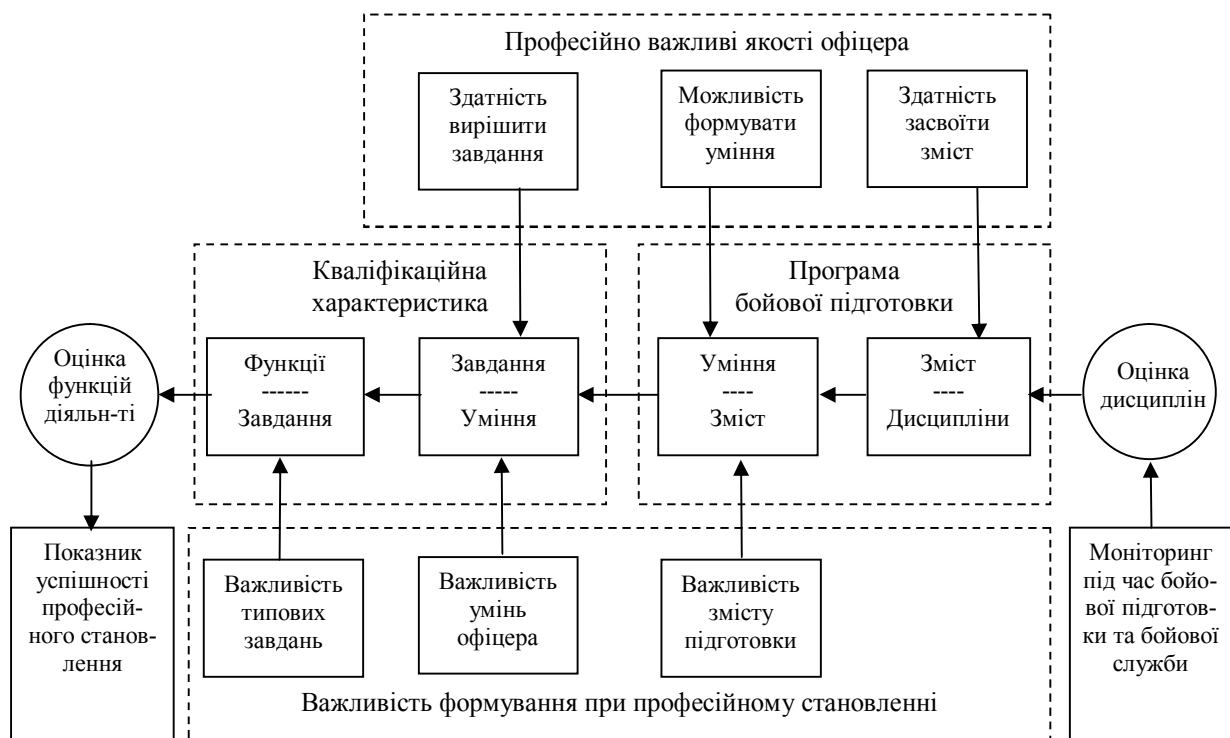 Професійно важливі якості офіцера
Здатність
вирішити
завдання
Можливість
формувати
уміння
Здатність
засвоїти
зміст
Кваліфікаційна
характеристика
Програма
бойової підготовки
Оцінка
функцій
діяльн-ті
Функції
------
Завдання
Завдання
-----
Уміння
Уміння
----
Зміст
Зміст
----
Дисципліни
Оцінка
дисциплін
Показник
успішності
професій-
ного станов-
лення
Важливість
типових
завдань
Важливість
умінь
офіцера
Важливість
змісту
підготовки
Моніторинг
під час бойо-
вої підготов-
ки та бойової
служби
Важливість формування при професійному становленні